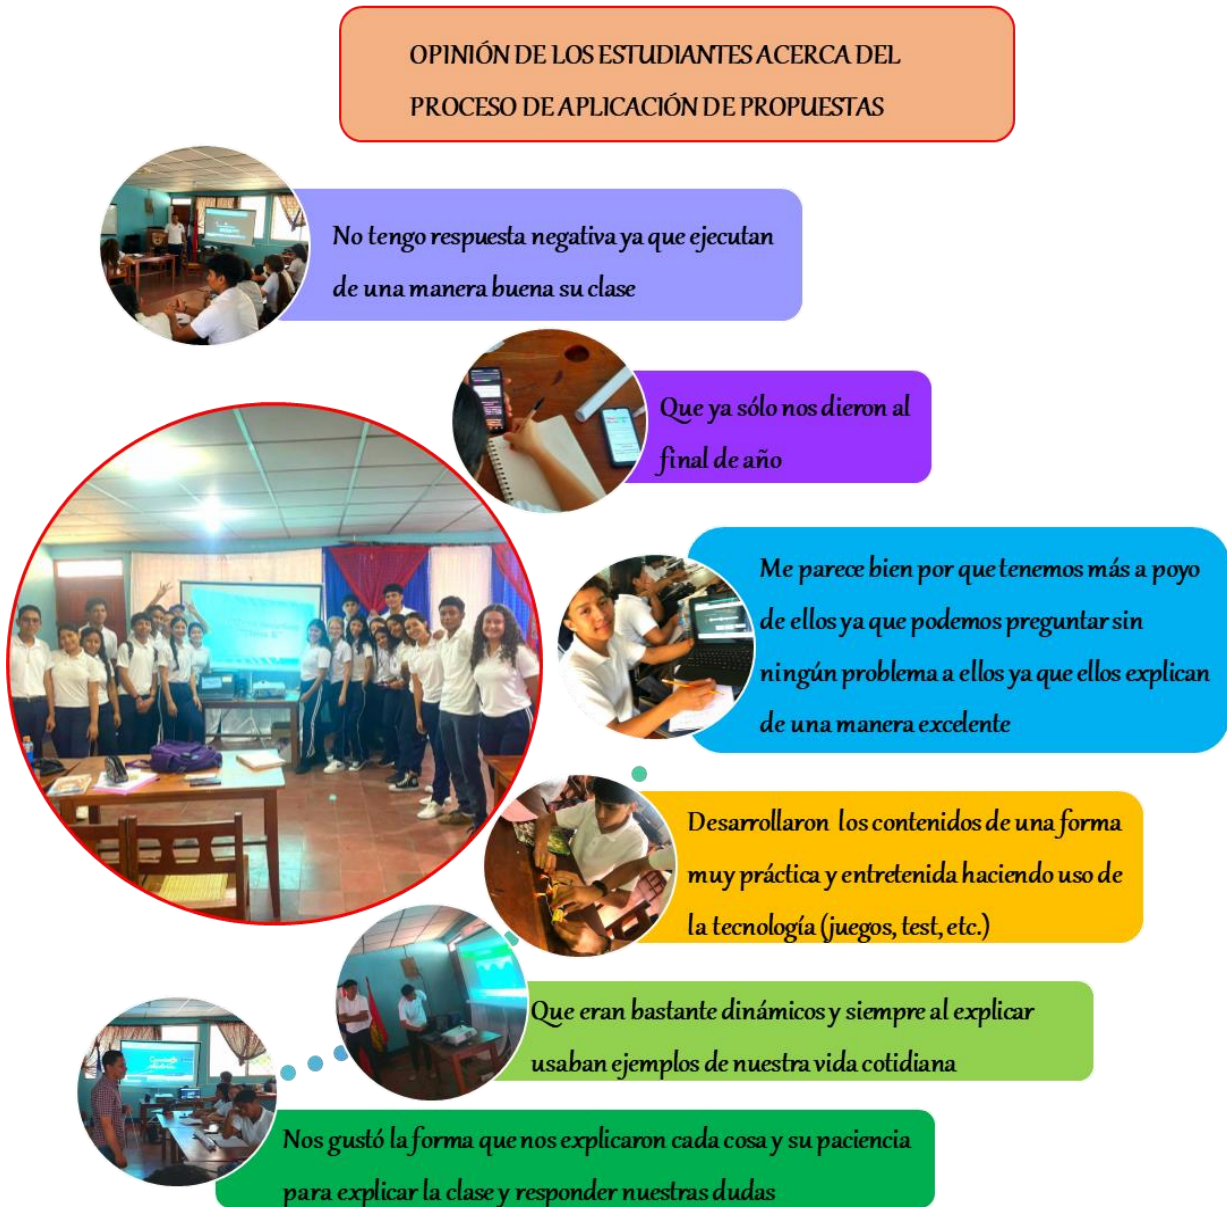 OPINIÓN DE LOS ESTUDIANTES ACERCA DEL
PROCESO DE APLICACIÓN DE PROPUESTAS
No tengo respuesta negativa ya que ejecutan
de una manera buena su clase
Que ya sólo nos dieron al
final de año
Me parece bien por que tenemos más a poyo
de ellos ya que podemos preguntar sin
ningún problema a ellos ya que ellos explican
de una manera excelente
Desarrollaron los contenidos de una forma
muy práctica y entretenida haciendo uso de
la tecnología (juegos, test, etc.)
Que eran bastante dinámicos y siempre al explicar
usaban ejemplos de nuestra vida cotidiana
Nos gustó la forma que nos explicaron cada cosa y su paciencia
para explicar la clase y responder nuestras dudas